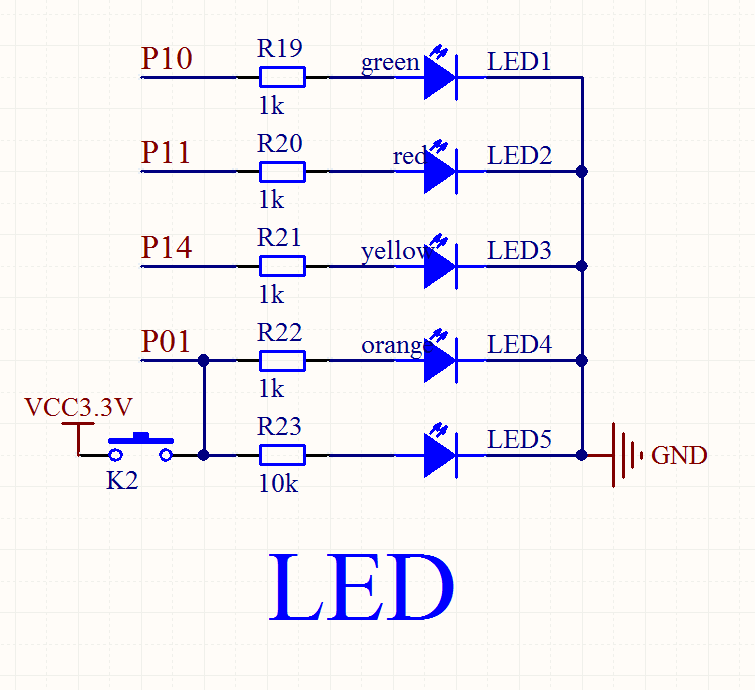 P10 R19 green LED1
1k
P11 R20 red LED2
1k
P14 R21 yellow LED3
1k
P01 R22 orange LED4
1k
VCC3.3V
K2 R23 LED5 GND
10k
LED